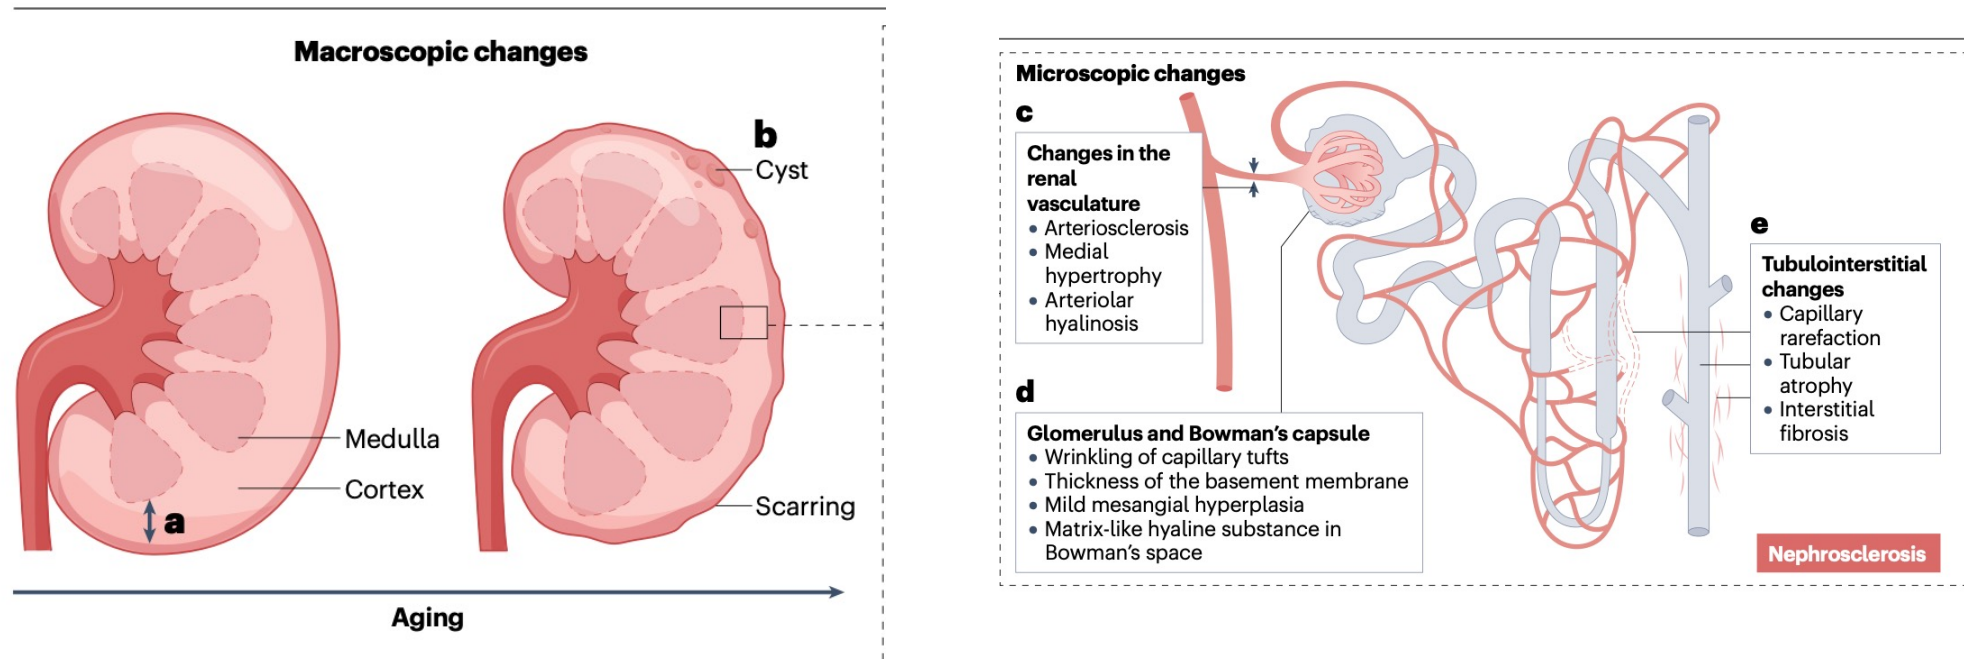 Macroscopic changes
b
Cyst
Medulla
Cortex
a
Scarring
Aging
Microscopic changes
c
Changes in the
renal
vasculature
• Arteriosclerosis
• Medial
hypertrophy
• Arteriolar
hyalinosis
d
Glomerulus and Bowman’s capsule
• Wrinkling of capillary tufts
• Thickness of the basement membrane
• Mild mesangial hyperplasia
• Matrix-like hyaline substance in
Bowman’s space
e
Tubulointerstitial
changes
• Capillary
rarefaction
• Tubular
atrophy
• Interstitial
fibrosis
Nephrosclerosis